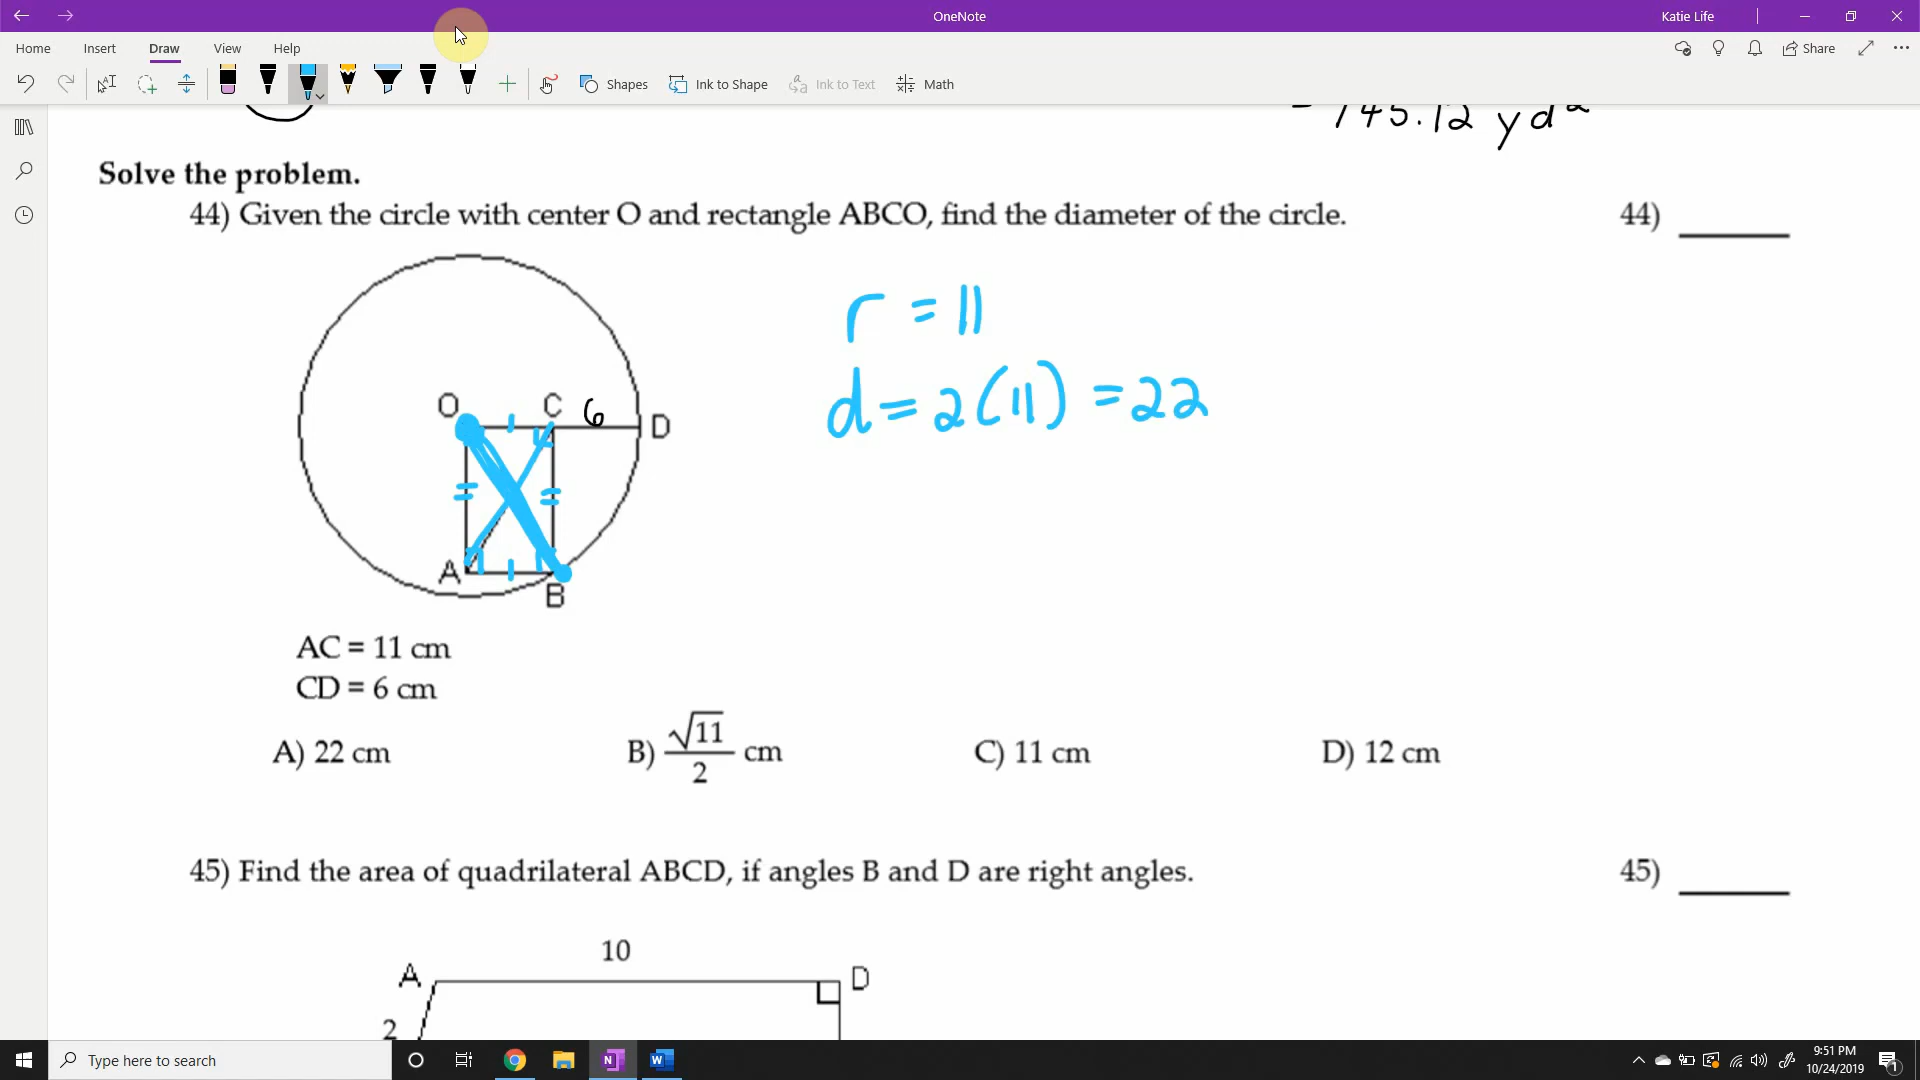 OneNote
Katie Life
Home Insert Draw View Help
Share
Shapes Ink to Shape Ink to Text Math
= 745.12 yd²
Solve the problem.
44) Given the circle with center O and rectangle ABCO, find the diameter of the circle. 44) ______
r = 11
d = 2(11) = 22
O C 6 D
A
B
AC = 11 cm
CD = 6 cm
A) 22 cm B) √11/2 cm C) 11 cm D) 12 cm
45) Find the area of quadrilateral ABCD, if angles B and D are right angles. 45) ______
10
A D
2
Type here to search
9:51 PM
10/24/2019
1